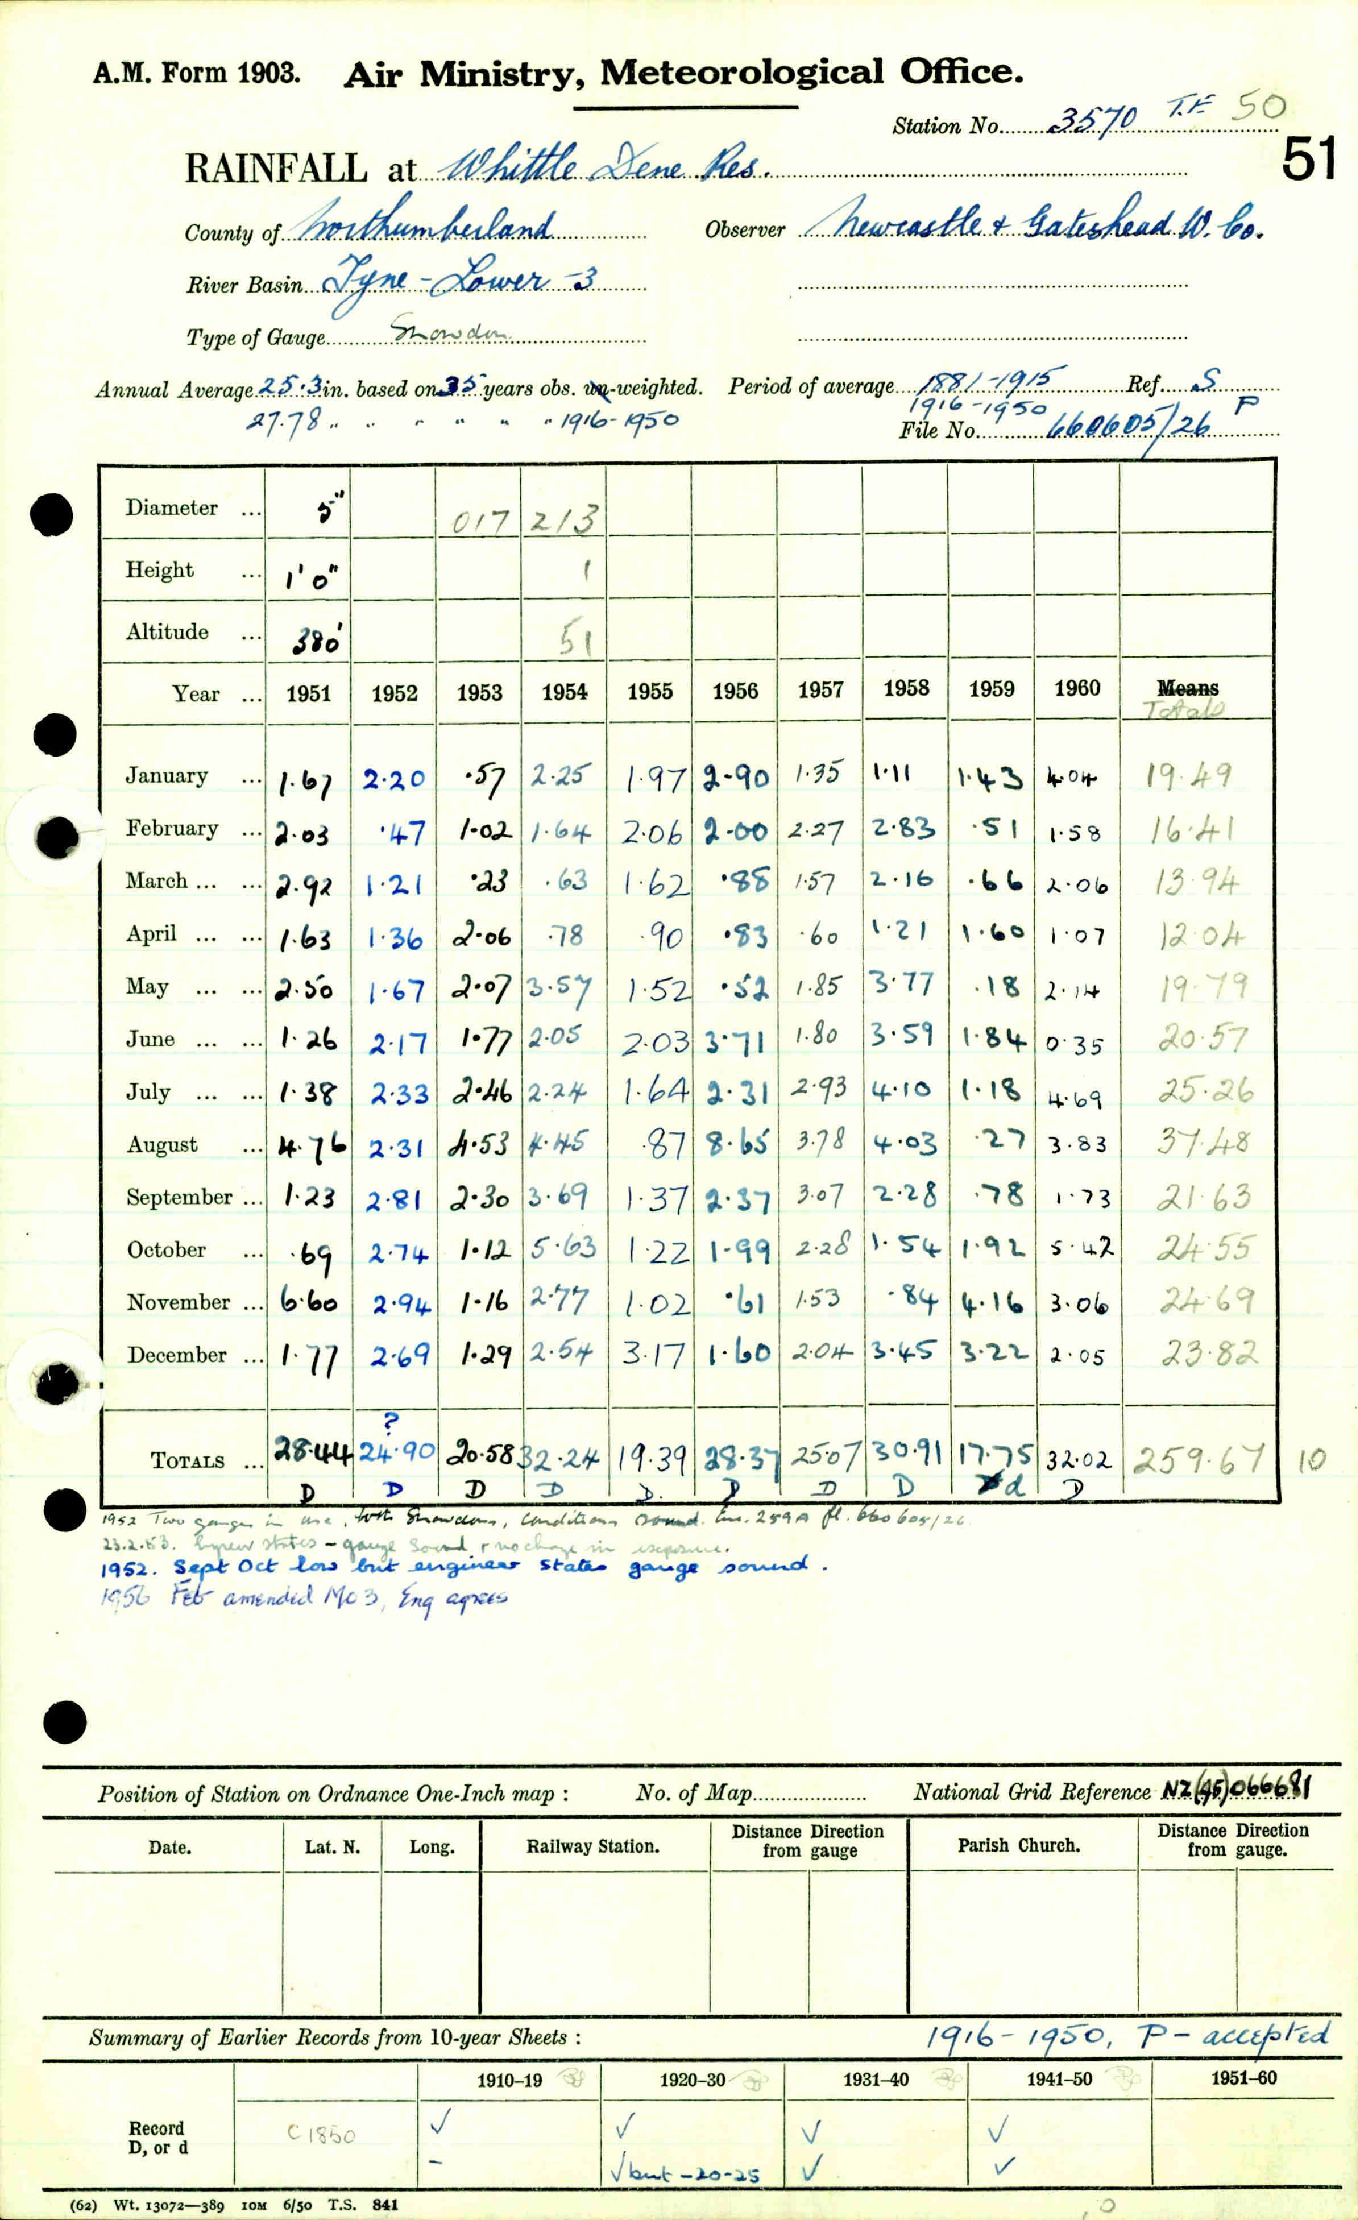 A.M. Form 1903. Air Ministry, Meteorological Office.
Station No. 3570 T.F. 50
51
RAINFALL at Whittle Dene Res.
County of Northumberland Observer Newcastle & Gateshead W. Co.
River Basin Tyne - Lower - 3
Type of Gauge Snowdon
Annual Average 25.3 in. based on 35 years obs. un-weighted. Period of average 1881-1915 Ref. S
27.78 " " " " " " 1916-1950 1916-1950 P
File No. 660605/26
Diameter ... 5" 017 213
Height ... 1' 0" 1
Altitude ... 380' 51
Year ... 1951 1952 1953 1954 1955 1956 1957 1958 1959 1960 Means
Totals
January ... 1.67 2.20 .57 2.25 1.97 2.90 1.35 1.11 1.43 4.04 19.49
February ... 2.03 .47 1.02 1.64 2.06 2.00 2.27 2.83 .51 1.58 16.41
March ... ... 2.92 1.21 .23 .63 1.62 .88 1.57 2.16 .66 2.06 13.94
April ... ... 1.63 1.36 2.06 .78 .90 .83 .60 1.21 1.60 1.07 12.04
May ... ... 2.50 1.67 2.07 3.57 1.52 .52 1.85 3.77 .18 2.14 19.79
June ... ... 1.26 2.17 1.77 2.05 2.03 3.71 1.80 3.59 1.84 0.35 20.57
July ... ... 1.38 2.33 2.46 2.24 1.64 2.31 2.93 4.10 1.18 4.69 25.26
August ... 4.76 2.31 4.53 4.45 .87 8.65 3.78 4.03 .27 3.83 37.48
September ... 1.23 2.81 2.30 3.69 1.37 2.37 3.07 2.28 .78 1.73 21.63
October ... .69 2.74 1.12 5.63 1.22 1.99 2.28 1.54 1.92 5.42 24.55
November ... 6.60 2.94 1.16 2.77 1.02 .61 1.53 .84 4.16 3.06 24.69
December ... 1.77 2.69 1.29 2.54 3.17 1.60 2.04 3.45 3.22 2.05 23.82
?
TOTALS ... 28.44 24.90 20.58 32.24 19.39 28.37 25.07 30.91 17.75 32.02 259.67 10
D D D D D. D D D d D
1952 Two gauges in use, both Snowdons, conditions sound. 259A fl. 660605/26
23.2.53. states - gauge sound & no change in exposure.
1952. Sept Oct low but engineer states gauge sound.
1956 Feb amended Mo 3, Eng agrees
Position of Station on Ordnance One-Inch map : No. of Map National Grid Reference NZ(45)066681
Date. Lat. N. Long. Railway Station. Distance Direction from gauge Parish Church. Distance Direction from gauge.
Summary of Earlier Records from 10-year Sheets : 1916-1950, P - accepted
1910-19 1920-30 1931-40 1941-50 1951-60
Record C1850 ✓ ✓ ✓ ✓
D, or d - ✓ but -20-25 ✓ ✓
(62) Wt. 13072—389 10M 6/50 T.S. 841